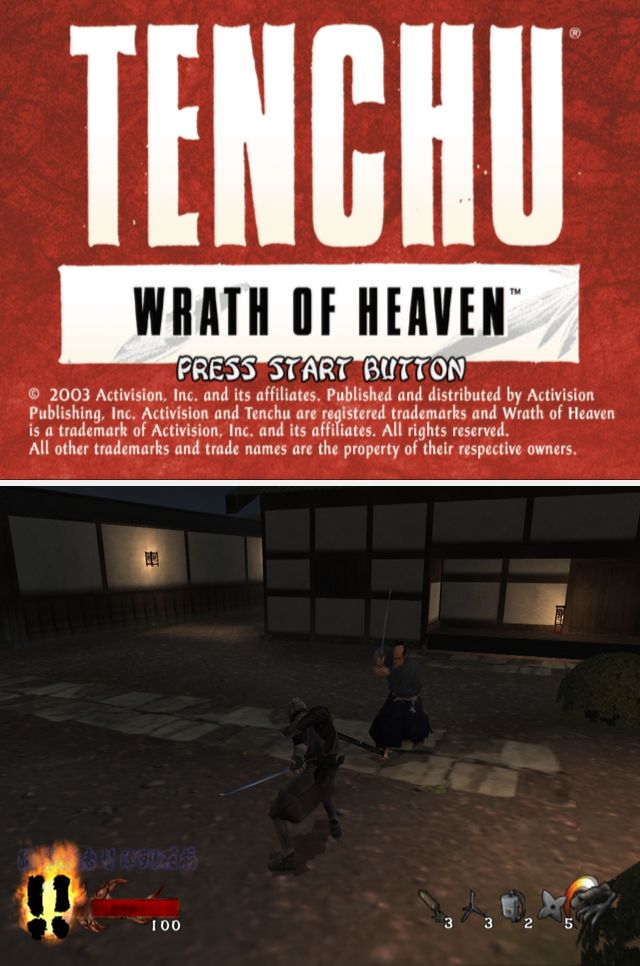 TENCHU®
WRATH OF HEAVEN™
PRESS START BUTTON
© 2003 Activision, Inc. and its affiliates. Published and distributed by Activision
Publishing, Inc. Activision and Tenchu are registered trademarks and Wrath of Heaven
is a trademark of Activision, Inc. and its affiliates. All rights reserved.
All other trademarks and trade names are the property of their respective owners.
!!
100
3 3 2 5